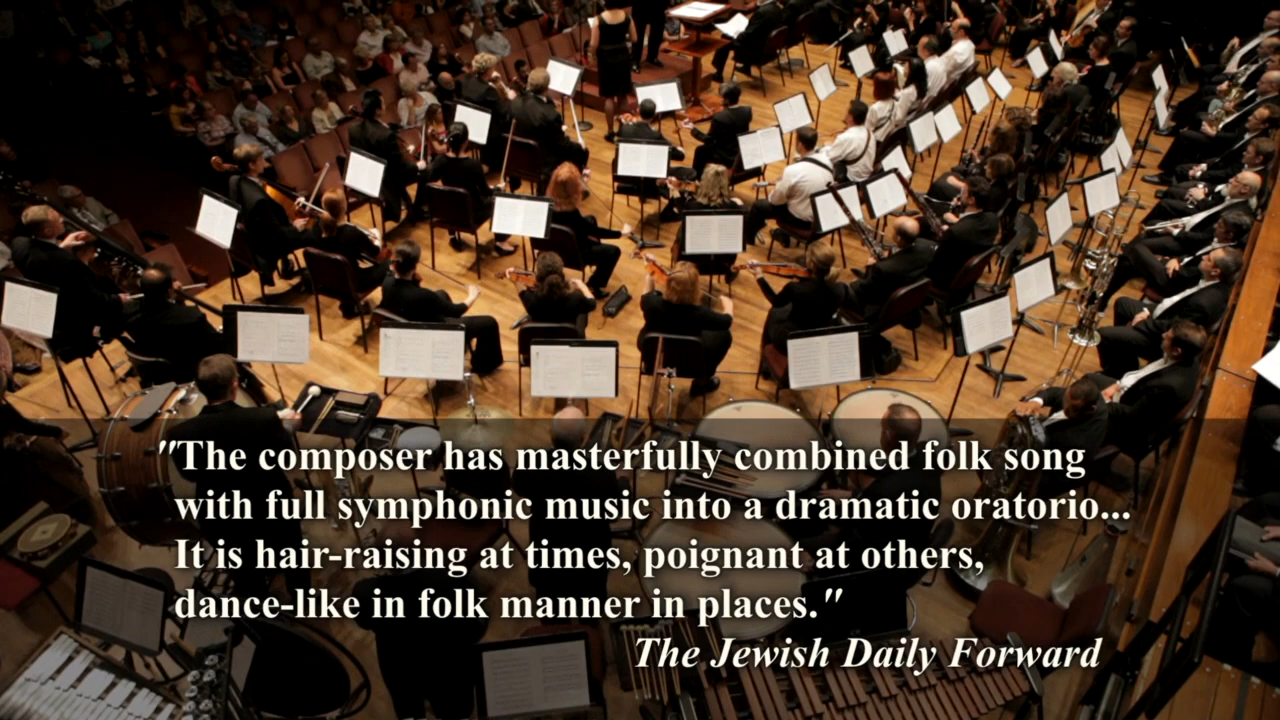 "The composer has masterfully combined folk song
with full symphonic music into a dramatic oratorio...
It is hair-raising at times, poignant at others,
dance-like in folk manner in places."
The Jewish Daily Forward